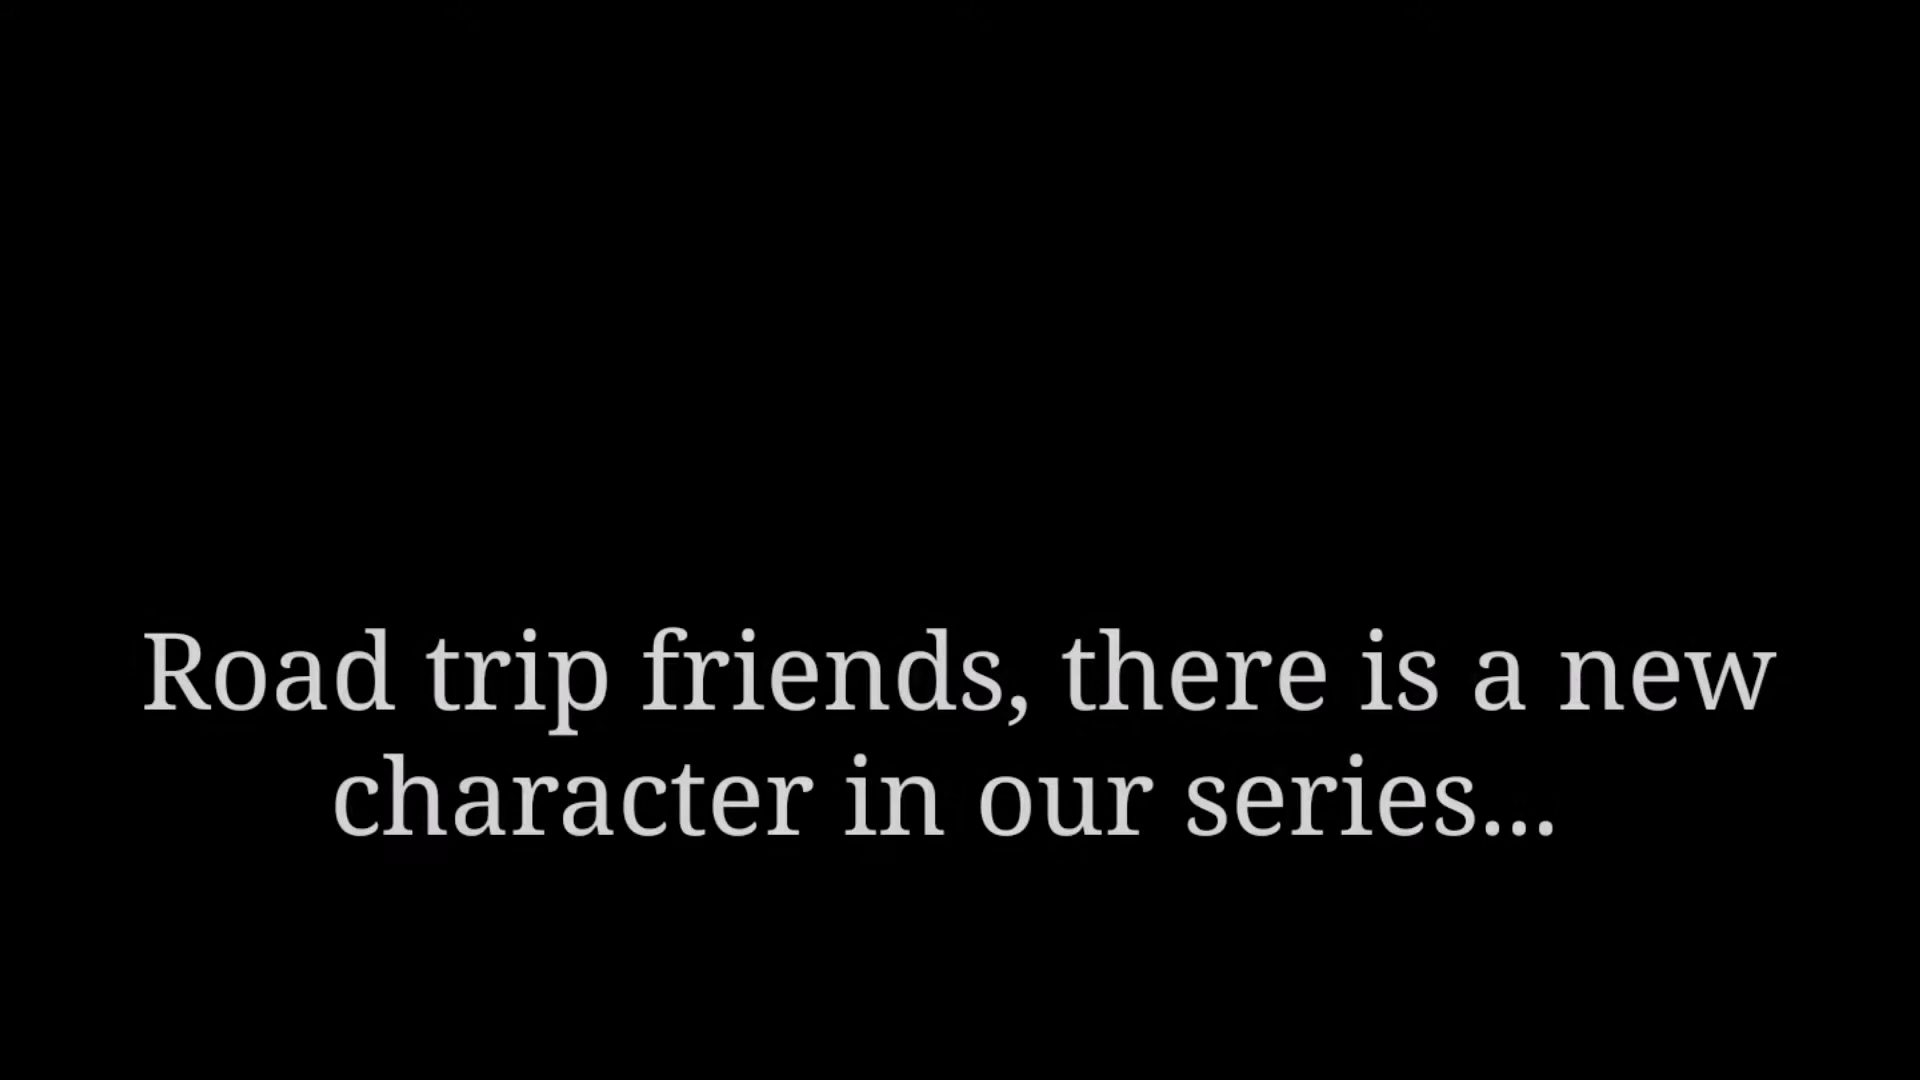 Road trip friends, there is a new
character in our series...